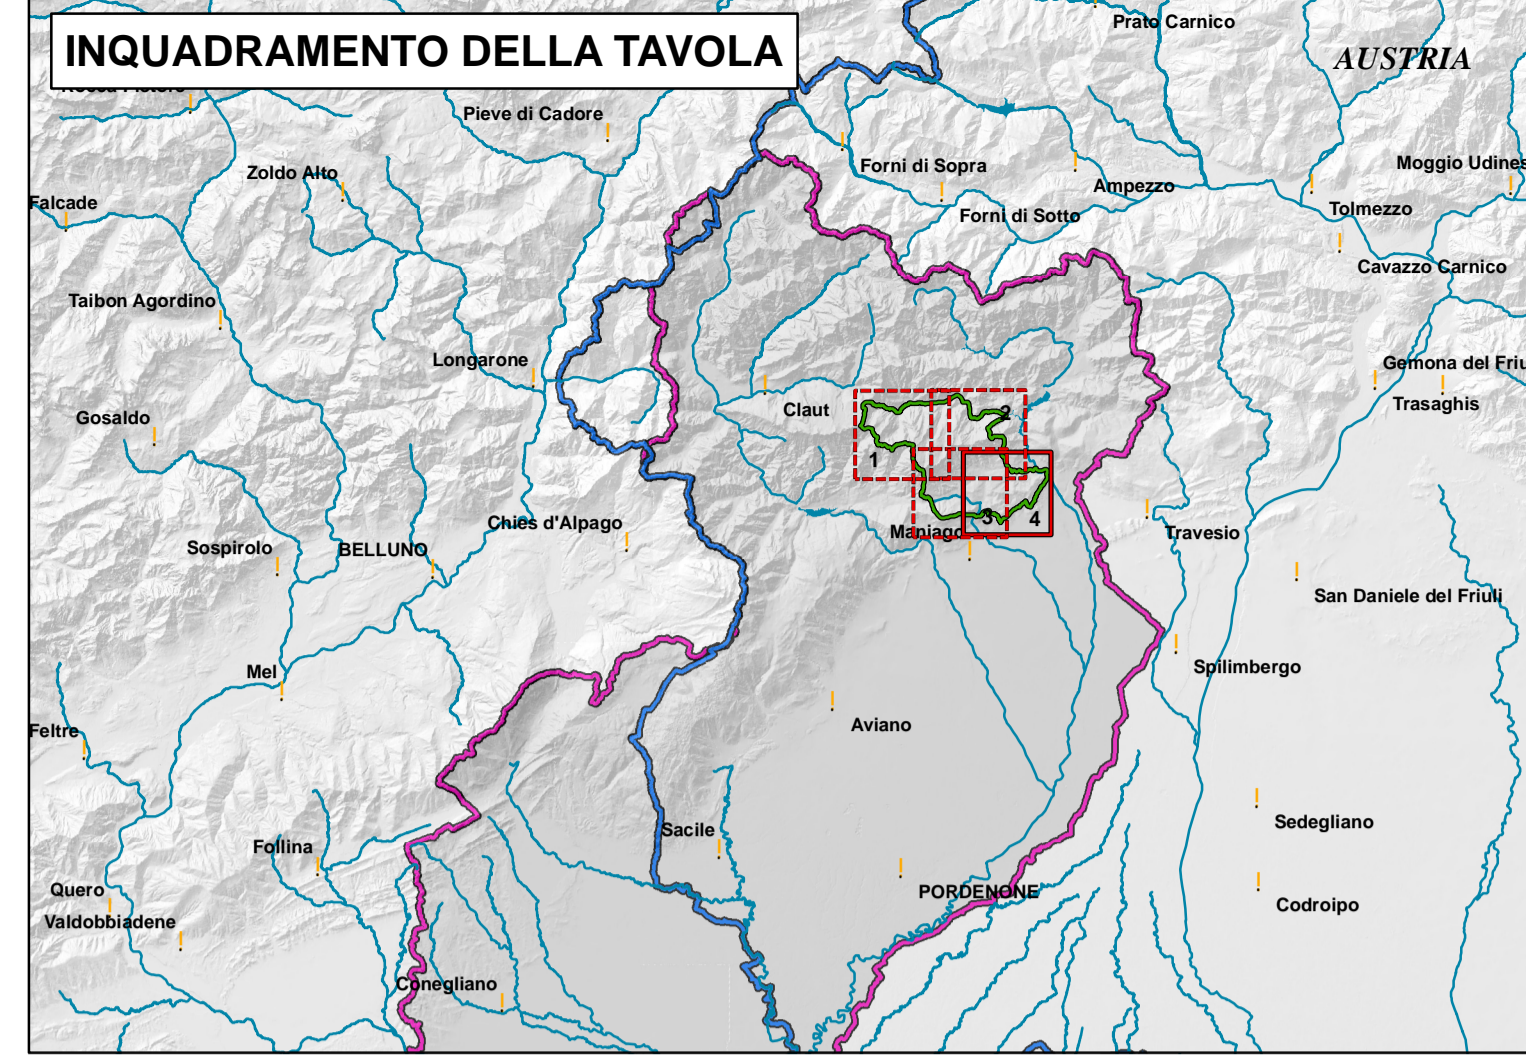 Prato Carnico
INQUADRAMENTO DELLA TAVOLA
AUSTRIA
Pieve di Cadore
Zoldo Alto
Forni di Sopra
Moggio Udines
Ampezzo
Falcade
Forni di Sotto
Tolmezzo
Cavazzo Carnico
Taibon Agordino
Longarone
Gemona del Friu
Trasaghis
Claut
2
Gosaldo
1
3
4
Chies d'Alpago
Maniago
Travesio
Sospirolo
BELLUNO
San Daniele del Friuli
Mel
Spilimbergo
Feltre
Aviano
Sacile
Sedegliano
Follina
Quero
PORDENONE
Codroipo
Valdobbiadene
Conegliano